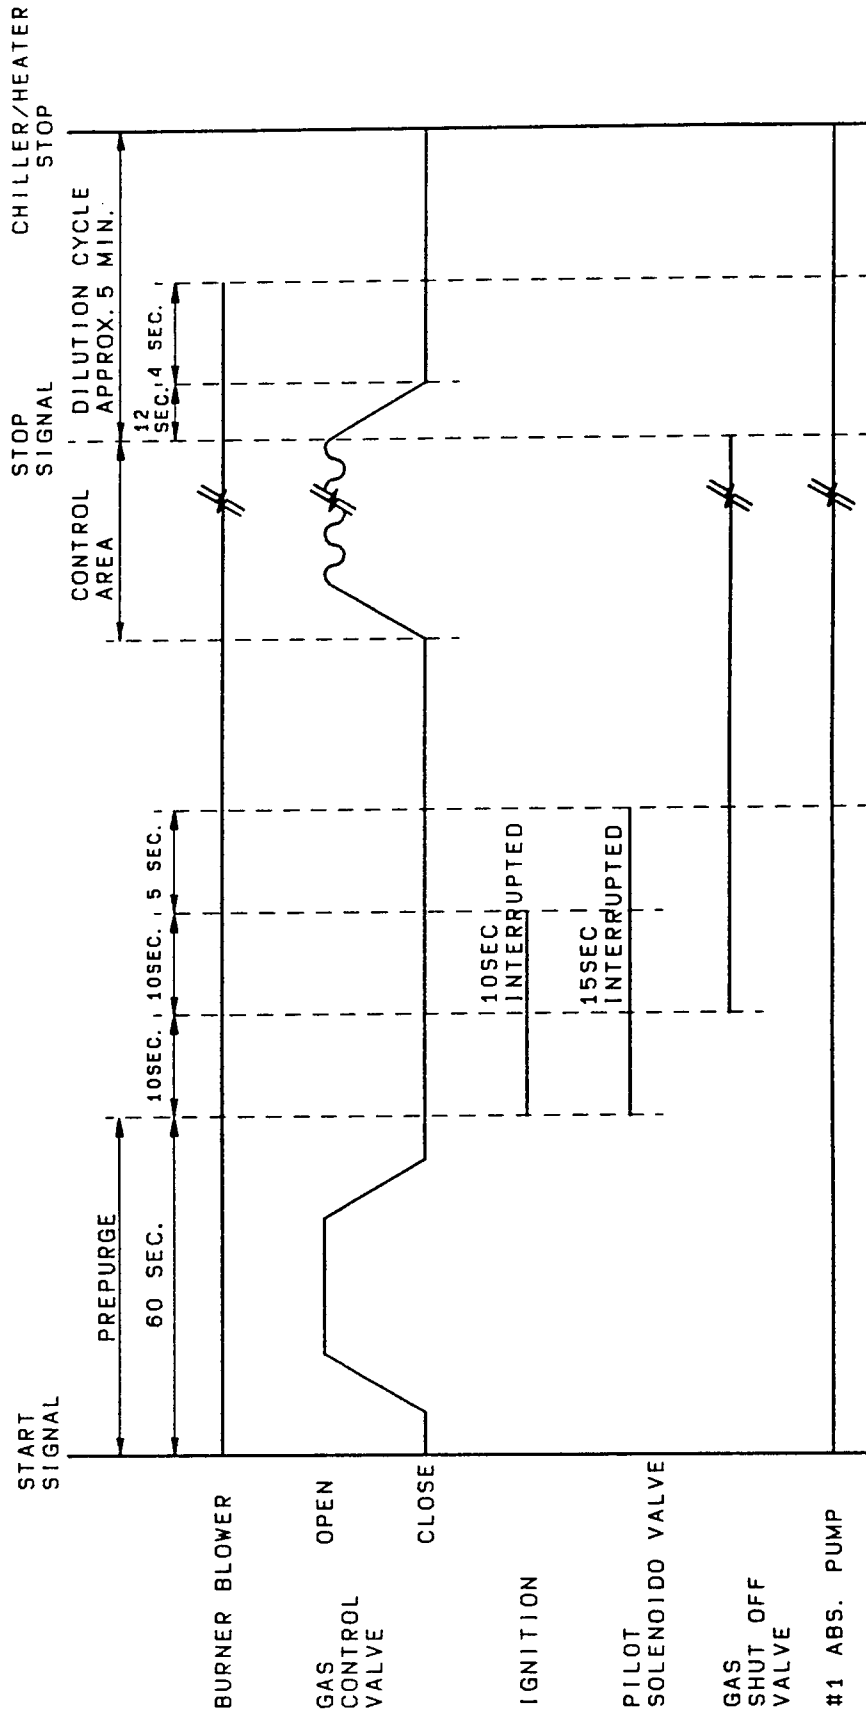 START
SIGNAL
STOP
SIGNAL
CHILLER/HEATER
STOP
PREPURGE
CONTROL
AREA
DILUTION CYCLE
APPROX. 5 MIN.
60 SEC.
10SEC.
10SEC.
5 SEC.
12
SEC.
4 SEC.
BURNER BLOWER
GAS
CONTROL
VALVE
OPEN
CLOSE
IGNITION
10SEC
INTERRUPTED
PILOT
SOLENOIDO VALVE
15SEC
INTERRUPTED
GAS
SHUT OFF
VALVE
#1 ABS. PUMP